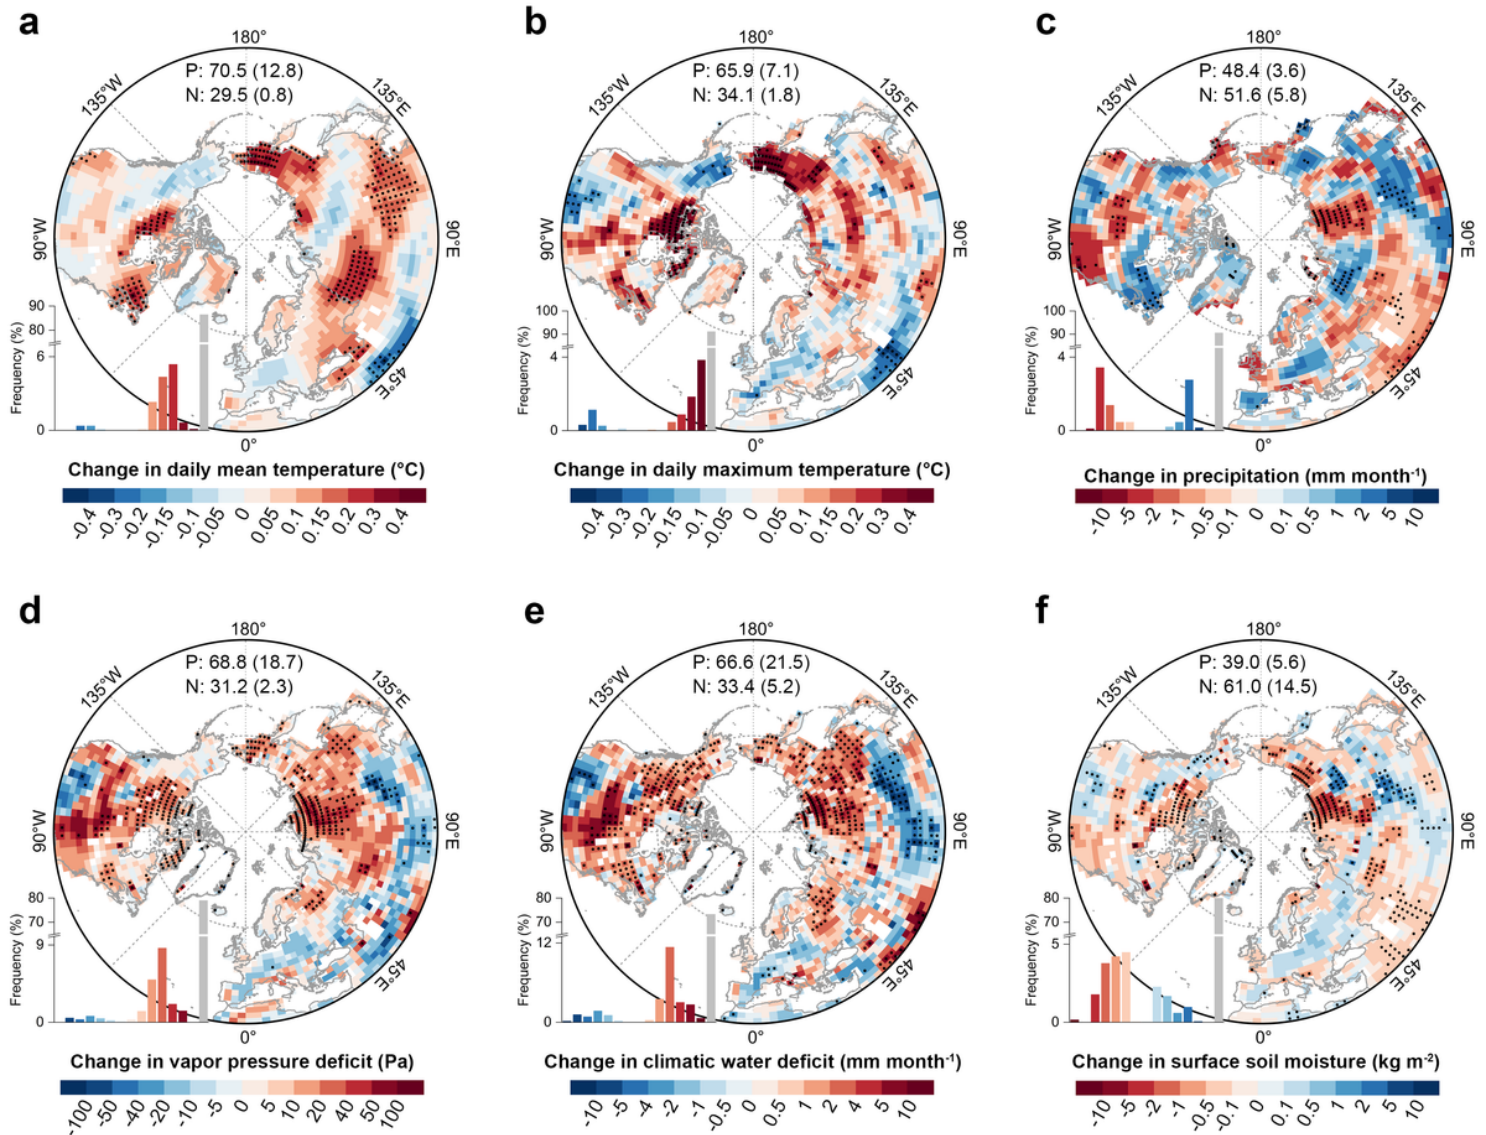 a
180°
P: 70.5 (12.8)
N: 29.5 (0.8)
135°W
135°E
90°W
90°E
45°E
0°
Frequency (%)
90
80
6
0
Change in daily mean temperature (°C)
-0.4 -0.3 -0.2 -0.15 -0.1 -0.05 0 0.05 0.1 0.15 0.2 0.3 0.4
b
180°
P: 65.9 (7.1)
N: 34.1 (1.8)
135°W
135°E
90°W
90°E
45°E
0°
Frequency (%)
100
90
4
0
Change in daily maximum temperature (°C)
-0.4 -0.3 -0.2 -0.15 -0.1 -0.05 0 0.05 0.1 0.15 0.2 0.3 0.4
c
180°
P: 48.4 (3.6)
N: 51.6 (5.8)
135°W
135°E
90°W
90°E
45°E
0°
Frequency (%)
100
90
4
0
Change in precipitation (mm month⁻¹)
-10 -5 -2 -1 -0.5 -0.1 0 0.1 0.5 1 2 5 10
d
180°
P: 68.8 (18.7)
N: 31.2 (2.3)
135°W
135°E
90°W
90°E
45°E
0°
Frequency (%)
80
70
9
0
Change in vapor pressure deficit (Pa)
-100 -50 -40 -20 -10 -5 0 5 10 20 40 50 100
e
180°
P: 66.6 (21.5)
N: 33.4 (5.2)
135°W
135°E
90°W
90°E
45°E
0°
Frequency (%)
80
70
12
0
Change in climatic water deficit (mm month⁻¹)
-10 -5 -4 -2 -1 -0.5 0 0.5 1 2 4 5 10
f
180°
P: 39.0 (5.6)
N: 61.0 (14.5)
135°W
135°E
90°W
90°E
45°E
0°
Frequency (%)
80
70
5
0
Change in surface soil moisture (kg m⁻²)
-10 -5 -2 -1 -0.5 -0.1 0 0.1 0.5 1 2 5 10